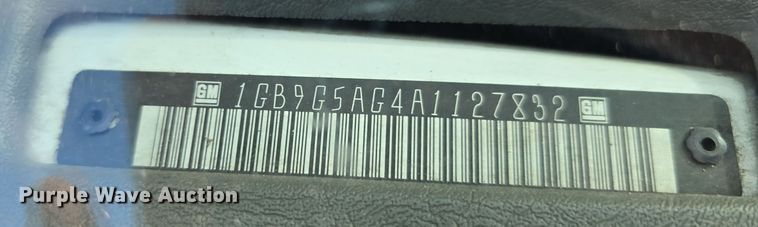 GM 1GB9G5AG4A1127832 GM
Purple Wave Auction